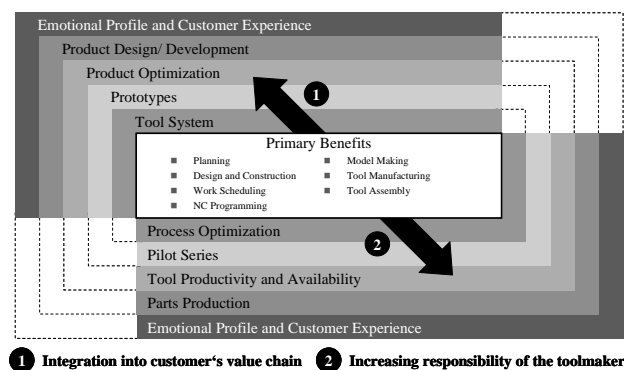 Emotional Profile and Customer Experience
Product Design/ Development
Product Optimization
1
Prototypes
Tool System
Primary Benefits
■ Planning ■ Model Making
■ Design and Construction ■ Tool Manufacturing
■ Work Scheduling ■ Tool Assembly
■ NC Programming
Process Optimization
2
Pilot Series
Tool Productivity and Availability
Parts Production
Emotional Profile and Customer Experience
1 Integration into customer‘s value chain 2 Increasing responsibility of the toolmaker